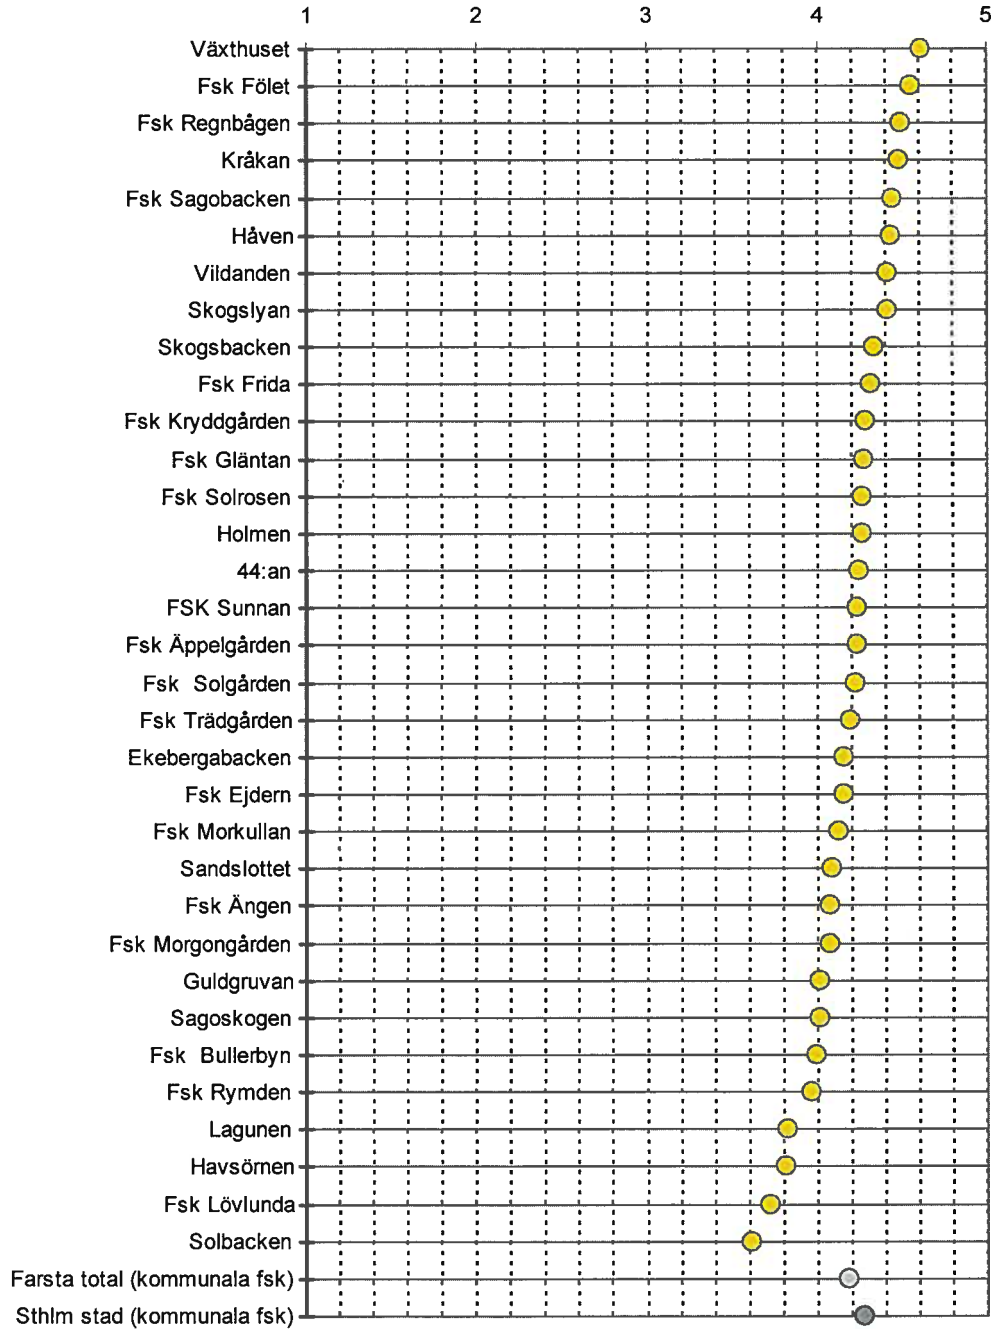 1 2 3 4 5
Växthuset
Fsk Fölet
Fsk Regnbågen
Kråkan
Fsk Sagobacken
Håven
Vildanden
Skogslyan
Skogsbacken
Fsk Frida
Fsk Kryddgården
Fsk Gläntan
Fsk Solrosen
Holmen
44:an
FSK Sunnan
Fsk Äppelgården
Fsk Solgården
Fsk Trädgården
Ekebergabacken
Fsk Ejdern
Fsk Morkullan
Sandslottet
Fsk Ängen
Fsk Morgongården
Guldgruvan
Sagoskogen
Fsk Bullerbyn
Fsk Rymden
Lagunen
Havsörnen
Fsk Lövlunda
Solbacken
Farsta total (kommunala fsk)
Sthlm stad (kommunala fsk)